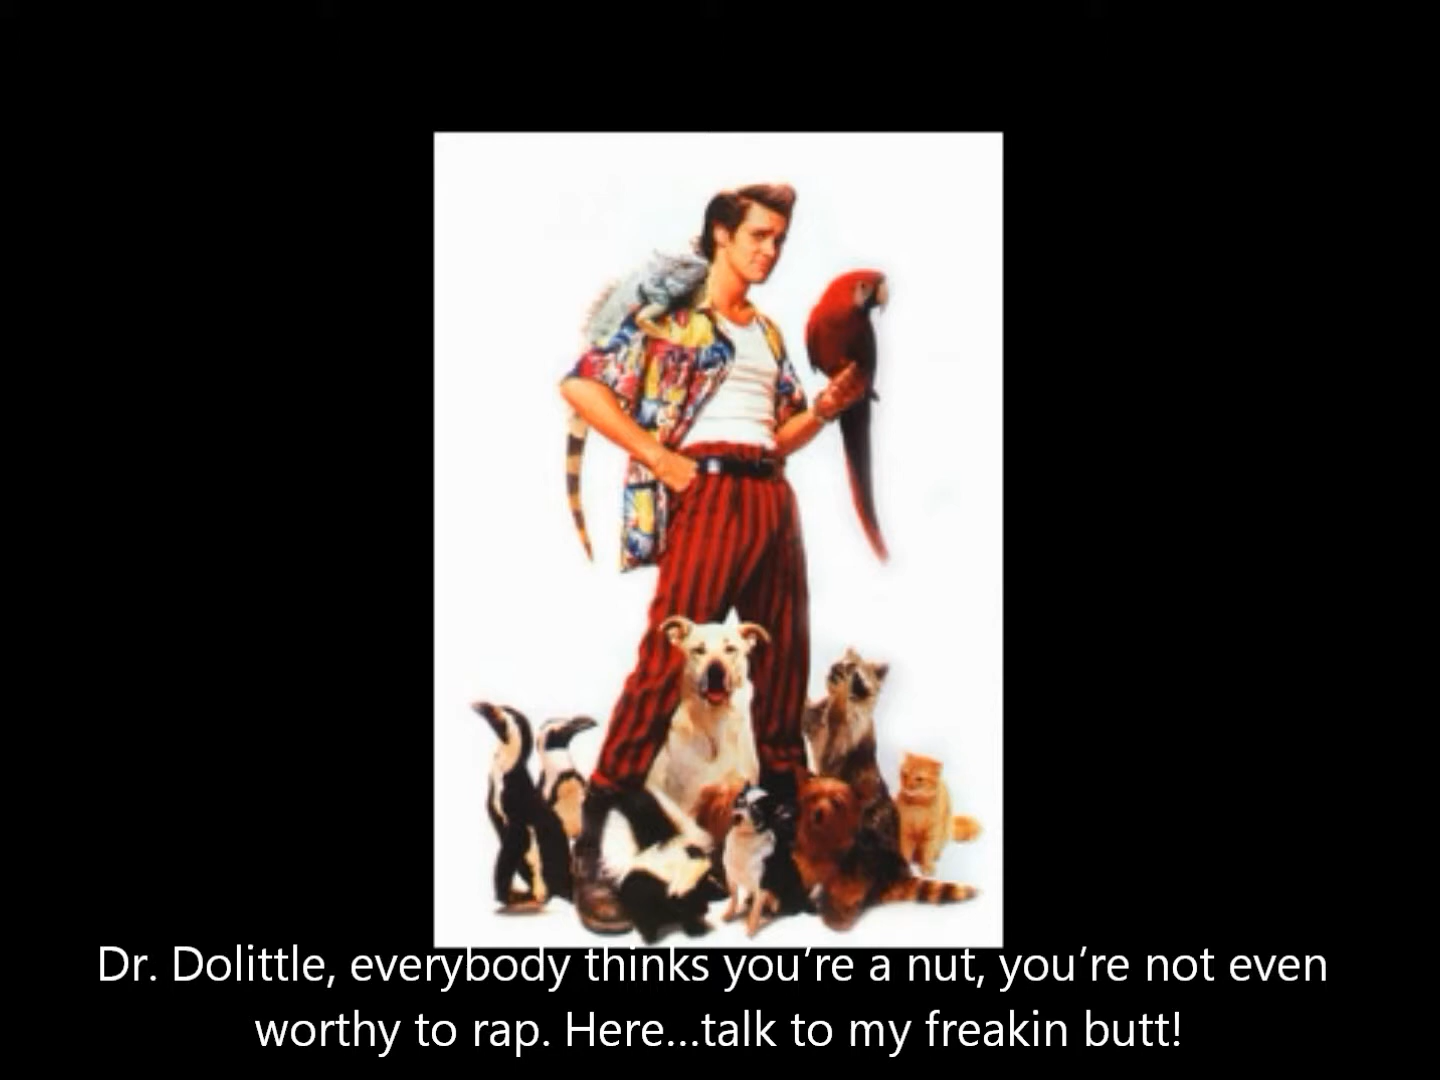 Dr. Dolittle, everybody thinks you’re a nut, you’re not even
worthy to rap. Here...talk to my freakin butt!